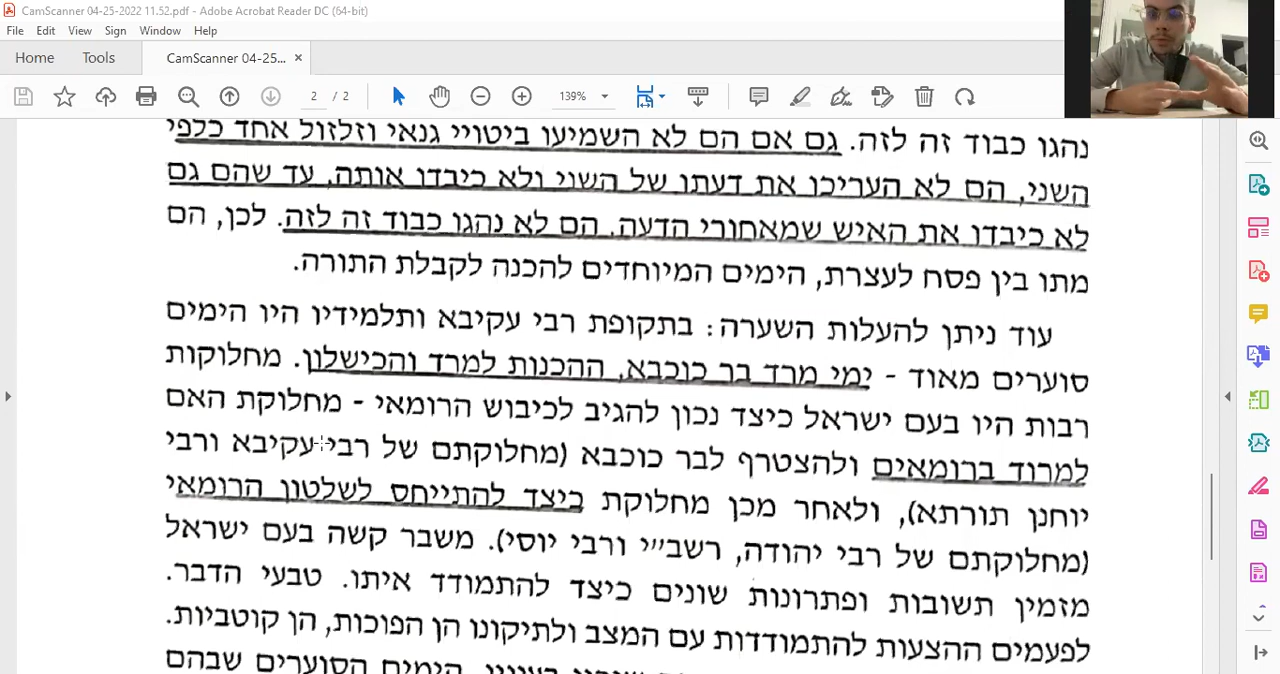 CamScanner 04-25-2022 11.52.pdf - Adobe Acrobat Reader DC (64-bit)
File Edit View Sign Window Help
Home Tools CamScanner 04-25... ×
2 / 2 139%
נהגו כבוד זה לזה. גם אם הם לא השמיעו ביטויי גנאי וזלזול אחד כלפי
השני, הם לא העריכו את דעתו של השני ולא כיבדו אותה, עד שהם גם
לא כיבדו את האיש שמאחורי הדעה. הם לא נהגו כבוד זה לזה. לכן, הם
מתו בין פסח לעצרת, הימים המיוחדים להכנה לקבלת התורה.
עוד ניתן להעלות השערה: בתקופת רבי עקיבא ותלמידיו היו הימים
סוערים מאוד - ימי מרד בר כוכבא, ההכנות למרד והכישלון. מחלוקות
רבות היו בעם ישראל כיצד נכון להגיב לכיבוש הרומאי - מחלוקת האם
למרוד ברומאים ולהצטרף לבר כוכבא (מחלוקתם של רבי עקיבא ורבי
יוחנן תורתא), ולאחר מכן מחלוקת כיצד להתייחס לשלטון הרומאי
(מחלוקתם של רבי יהודה, רשב״י ורבי יוסי). משבר קשה בעם ישראל
מזמין תשובות ופתרונות שונים כיצד להתמודד איתו. טבעי הדבר.
לפעמים ההצעות להתמודדות עם המצב ולתיקונו הן הפוכות, הן קוטביות.
הימים הסוערים שבהם